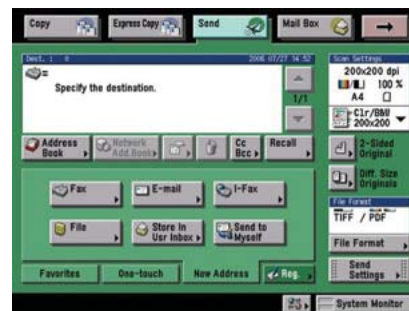 Copy
Express Copy
Send
Mail Box
Dest. : 0
2006 07/27 14:52
Specify the destination.
1/1
Address Book
Network Add.Book
Cc Bcc
Recall
Fax
E-mail
I-Fax
File
Store In Usr Inbox
Send to Myself
Favorites
One-touch
New Address
Reg.
Scan Settings
200x200 dpi
100 %
A4
Clr/B&W
200x200
2-Sided Original
Diff. Size Originals
File Format
TIFF / PDF
File Format
Send Settings
System Monitor